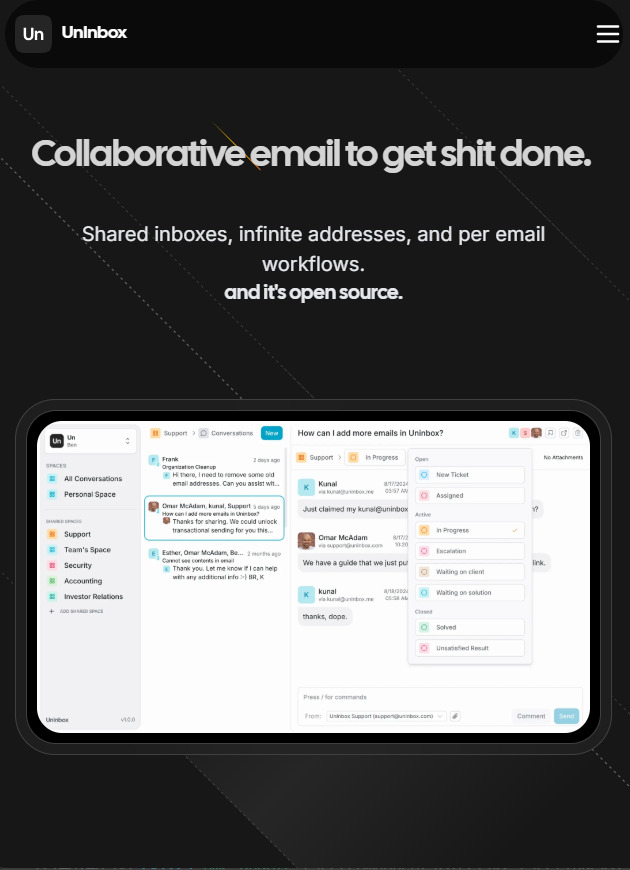 Un
UnInbox
Collaborative email to get shit done.
Shared inboxes, infinite addresses, and per email
workflows.
and it's open source.
Un
Un
Ben
SPACES
All Conversations
Personal Space
SHARED SPACES
Support
Team's Space
Security
Accounting
Investor Relations
+ ADD SHARED SPACE
UnInbox v1.0.0
Support > Conversations New
Frank 2 days ago
Organization Cleanup
Hi there, I need to remove some old
email addresses. Can you assist wit...
Omar McAdam, kunal, Support 5 days ago
How can I add more emails in Uninbox?
Thanks for sharing. We could unlock
transactional sending for you this...
Esther, Omar McAdam, Be... 2 months ago
Cannot see contents in email
Thank you. Let me know if I can help
with any additional info :-) BR, K
How can I add more emails in Uninbox?
K S
Support > In Progress
No Attachments
K
Kunal 8/17/2024
via kunal@uninbox.me 03:57 AM
Just claimed my kunal@uninbox
Omar McAdam 8/17/2
via support@uninbox.com 10:20
We have a guide that we just put
link.
K
kunal 8/18/2024
via kunal@uninbox.me 05:58 AM
thanks, dope.
Open
New Ticket
Assigned
Active
In Progress
Escalation
Waiting on client
Waiting on solution
Closed
Solved
Unsatisfied Result
Press / for commands
From: UnInbox Support (support@uninbox.com)
Comment Send